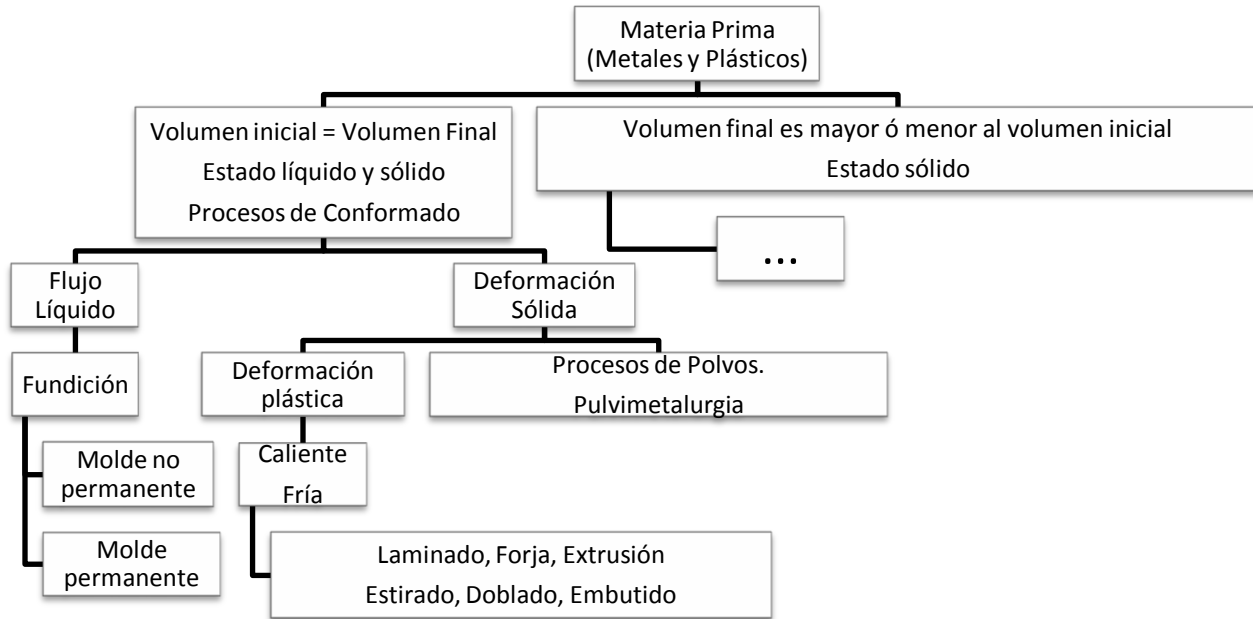 Materia Prima
(Metales y Plásticos)
Volumen inicial = Volumen Final
Estado líquido y sólido
Procesos de Conformado
Volumen final es mayor ó menor al volumen inicial
Estado sólido
...
Flujo
Líquido
Deformación
Sólida
Fundición
Deformación
plástica
Procesos de Polvos.
Pulvimetalurgia
Molde no
permanente
Caliente
Fría
Molde
permanente
Laminado, Forja, Extrusión
Estirado, Doblado, Embutido